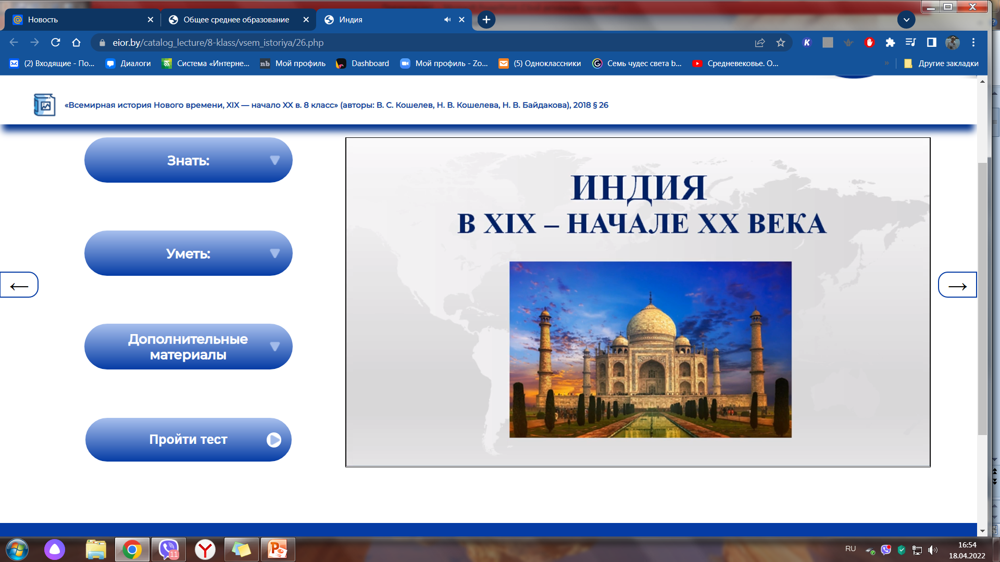 Новость
Общее среднее образование
Индия
eior.by/catalog_lecture/8-klass/vsem_istoriya/26.php
(2) Входящие - По...
Диалоги
Система «Интерне...
nb Мой профиль
Dashboard
Мой профиль - Zo...
(5) Одноклассники
Семь чудес света b...
Средневековье. О...
»
Другие закладки
«Всемирная история Нового времени, XIX — начало XX в. 8 класс» (авторы: В. С. Кошелев, Н. В. Кошелева, Н. В. Байдакова), 2018 § 26
Знать:
Уметь:
Дополнительные
материалы
Пройти тест
ИНДИЯ
В XIX – НАЧАЛЕ XX ВЕКА
←
→
11
RU
16:54
18.04.2022